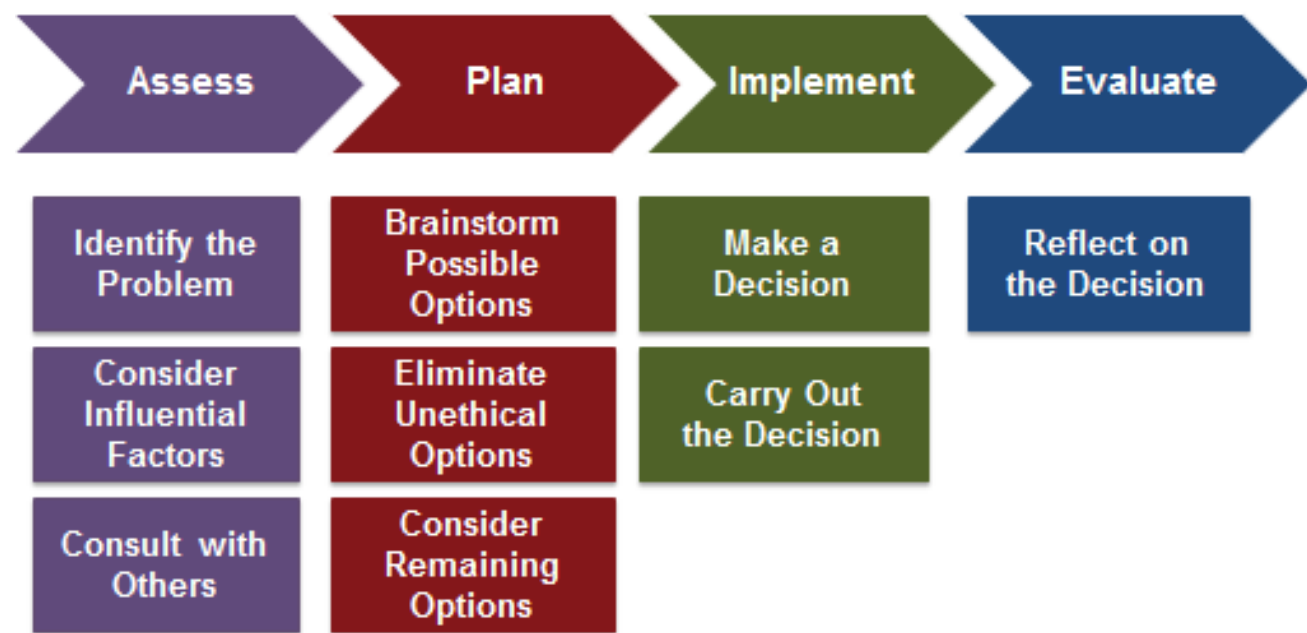 Assess
Plan
Implement
Evaluate
Identify the
Problem
Consider
Influential
Factors
Consult with
Others
Brainstorm
Possible
Options
Eliminate
Unethical
Options
Consider
Remaining
Options
Make a
Decision
Carry Out
the Decision
Reflect on
the Decision